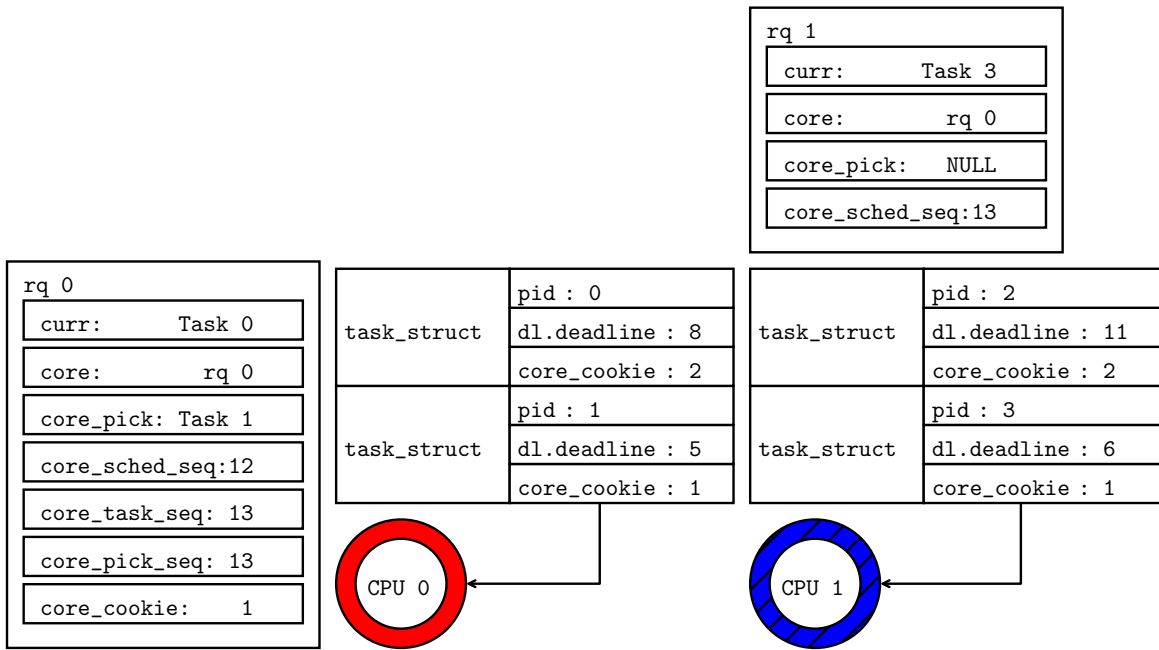 rq 1
curr: Task 3
core: rq 0
core_pick: NULL
core_sched_seq:13
rq 0
curr: Task 0
core: rq 0
core_pick: Task 1
core_sched_seq:12
core_task_seq: 13
core_pick_seq: 13
core_cookie: 1
task_struct
pid : 0
dl.deadline : 8
core_cookie : 2
task_struct
pid : 1
dl.deadline : 5
core_cookie : 1
CPU 0
task_struct
pid : 2
dl.deadline : 11
core_cookie : 2
task_struct
pid : 3
dl.deadline : 6
core_cookie : 1
CPU 1